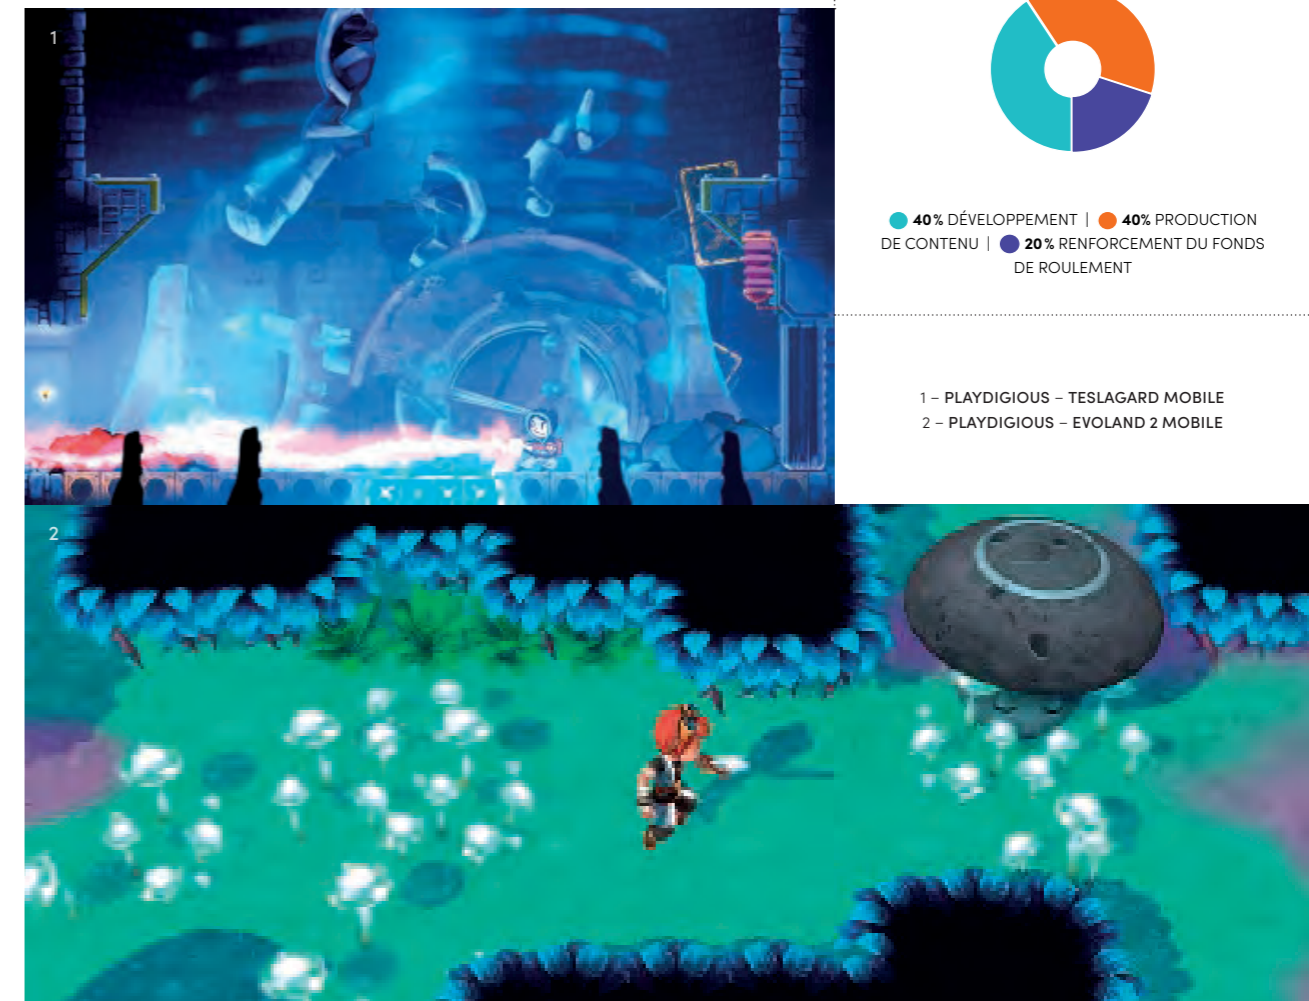 1
40% DÉVELOPPEMENT | 40% PRODUCTION
DE CONTENU | 20% RENFORCEMENT DU FONDS
DE ROULEMENT
1 – PLAYDIGIOUS – TESLAGARD MOBILE
2 – PLAYDIGIOUS – EVOLAND 2 MOBILE
2